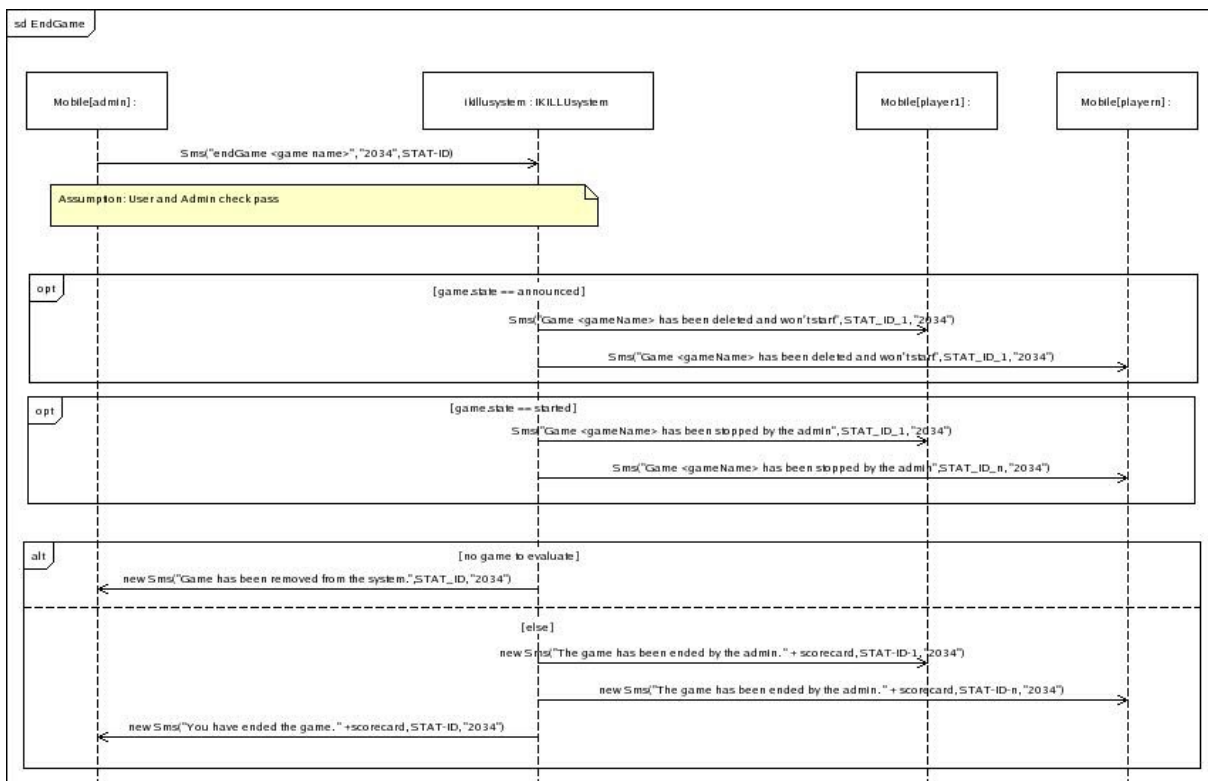 sd EndGame
Mobile[admin] :
ikillusystem : IKILLUsystem
Mobile[player1] :
Mobile[playern] :
Sms("endGame <game name>", "2034", STAT-ID)
Assumption: User and Admin check pass
opt
[game.state == announced]
Sms("Game <gameName> has been deleted and won't start", STAT_ID_1, "2034")
Sms("Game <gameName> has been deleted and won't start", STAT_ID_1, "2034")
opt
[game.state == started]
Sms("Game <gameName> has been stopped by the admin", STAT_ID_1, "2034")
Sms("Game <gameName> has been stopped by the admin", STAT_ID_n, "2034")
alt
[no game to evaluate]
new Sms("Game has been removed from the system.", STAT_ID, "2034")
[else]
new Sms("The game has been ended by the admin." + scorecard, STAT-ID-1, "2034")
new Sms("The game has been ended by the admin." + scorecard, STAT-ID-n, "2034")
new Sms("You have ended the game." +scorecard, STAT-ID, "2034")